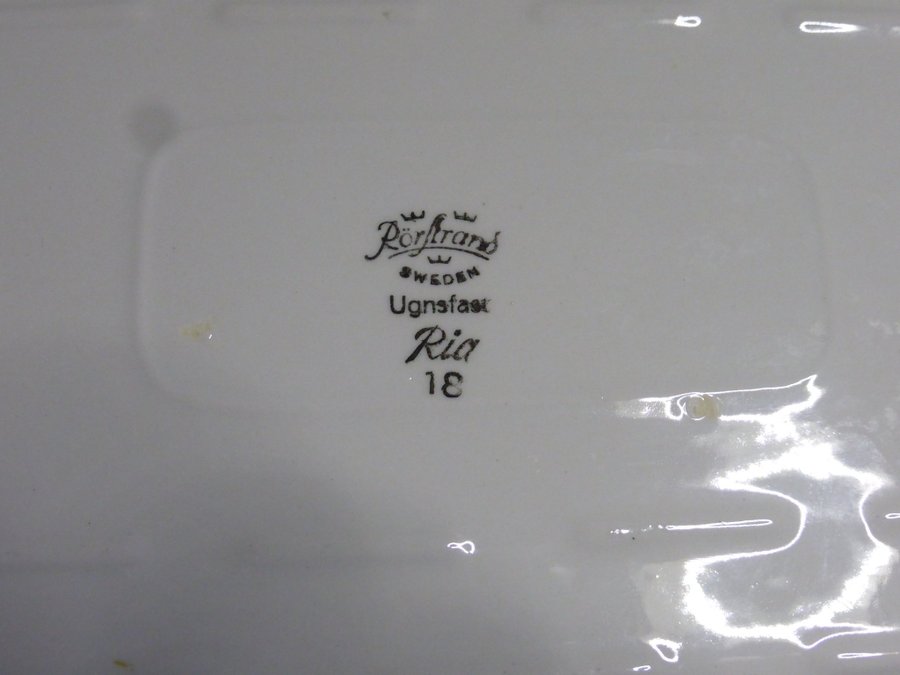 Rörstrand
SWEDEN
Ugnsfast
Ria
18